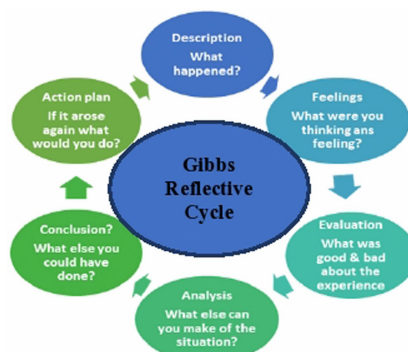 Description
What
happened?
Feelings
What were you
thinking ans
feeling?
Evaluation
What was
good & bad
about the
experience
Analysis
What else can
you make of the
situation?
Conclusion?
What else you
could have
done?
Action plan
If it arose
again what
would you do?
Gibbs
Reflective
Cycle